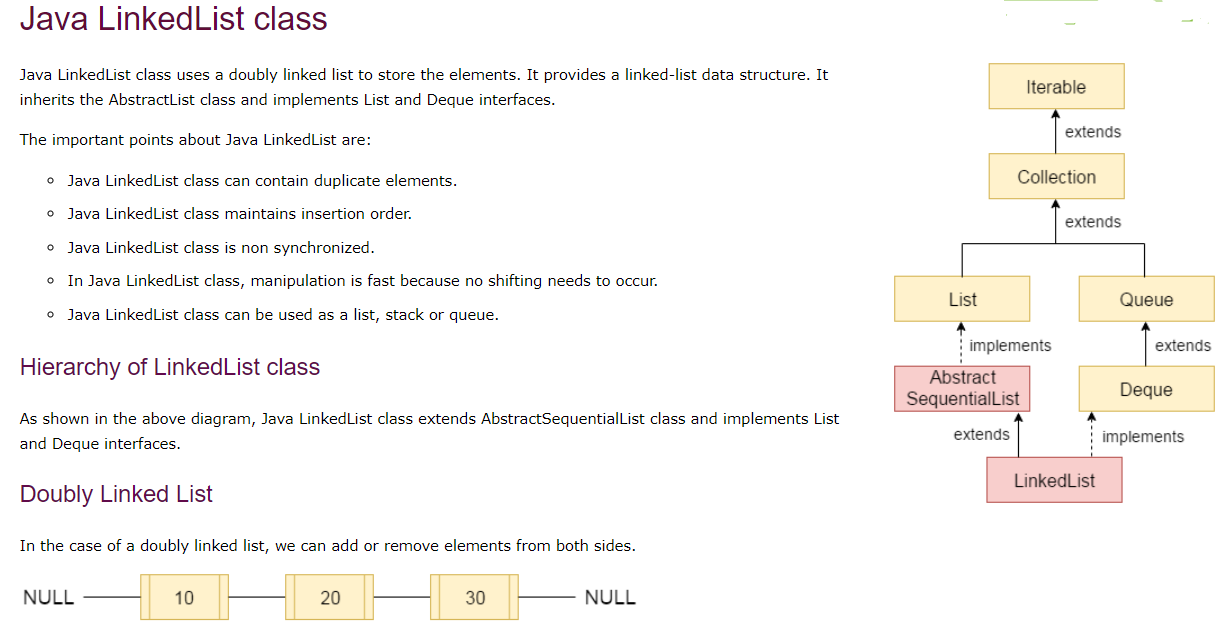 Java LinkedList class
Java LinkedList class uses a doubly linked list to store the elements. It provides a linked-list data structure. It
inherits the AbstractList class and implements List and Deque interfaces.
The important points about Java LinkedList are:
Java LinkedList class can contain duplicate elements.
Java LinkedList class maintains insertion order.
Java LinkedList class is non synchronized.
In Java LinkedList class, manipulation is fast because no shifting needs to occur.
Java LinkedList class can be used as a list, stack or queue.
Hierarchy of LinkedList class
As shown in the above diagram, Java LinkedList class extends AbstractSequentialList class and implements List
and Deque interfaces.
Doubly Linked List
In the case of a doubly linked list, we can add or remove elements from both sides.
NULL 10 20 30 NULL
Iterable
extends
Collection
extends
List Queue
implements extends
Abstract
SequentialList
Deque
extends implements
LinkedList